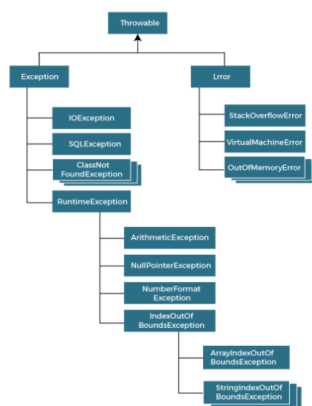 Throwable
Exception
Lrror
IOException
SQLException
ClassNot
FoundException
RuntimeException
StackOverflowError
VirtualMachineError
OutOfMemoryError
ArithmeticException
NullPointerException
NumberFormat
Exception
IndexOutOf
BoundsException
ArrayIndexOutOf
BoundsException
StringIndexOutOf
BoundsException